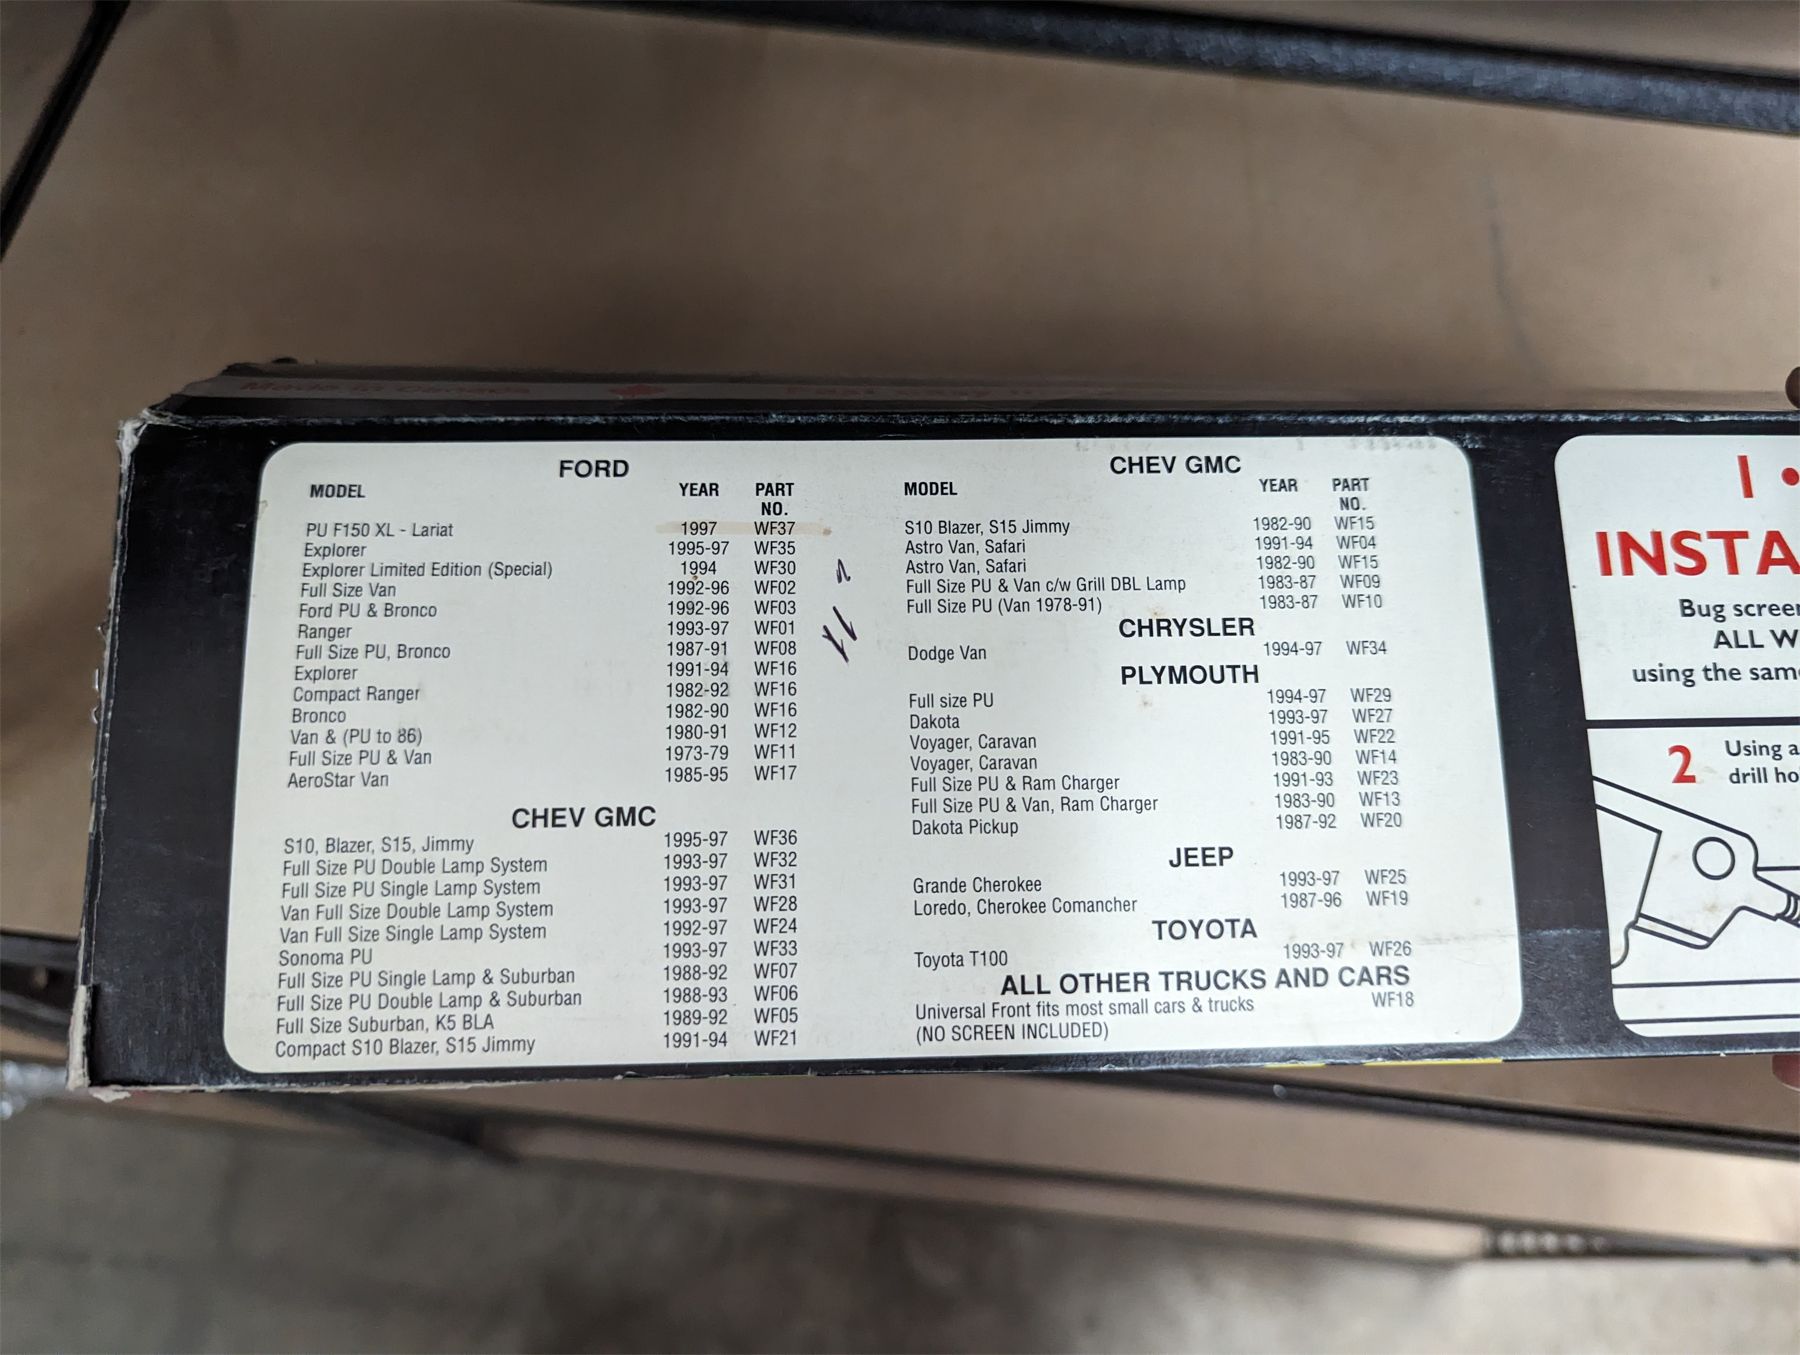 FORD
MODEL YEAR PART NO.
PU F150 XL - Lariat 1997 WF37
Explorer 1995-97 WF35
Explorer Limited Edition (Special) 1994 WF30
Full Size Van 1992-96 WF02
Ford PU & Bronco 1992-96 WF03
Ranger 1993-97 WF01
Full Size PU, Bronco 1987-91 WF08
Explorer 1991-94 WF16
Compact Ranger 1982-92 WF16
Bronco 1982-90 WF16
Van & (PU to 86) 1980-91 WF12
Full Size PU & Van 1973-79 WF11
AeroStar Van 1985-95 WF17
CHEV GMC
S10, Blazer, S15, Jimmy 1995-97 WF36
Full Size PU Double Lamp System 1993-97 WF32
Full Size PU Single Lamp System 1993-97 WF31
Van Full Size Double Lamp System 1993-97 WF28
Van Full Size Single Lamp System 1992-97 WF24
Sonoma PU 1993-97 WF33
Full Size PU Single Lamp & Suburban 1988-92 WF07
Full Size PU Double Lamp & Suburban 1988-93 WF06
Full Size Suburban, K5 BLA 1989-92 WF05
Compact S10 Blazer, S15 Jimmy 1991-94 WF21
CHEV GMC
MODEL YEAR PART NO.
S10 Blazer, S15 Jimmy 1982-90 WF15
Astro Van, Safari 1991-94 WF04
Astro Van, Safari 1982-90 WF15
Full Size PU & Van c/w Grill DBL Lamp 1983-87 WF09
Full Size PU (Van 1978-91) 1983-87 WF10
CHRYSLER
Dodge Van 1994-97 WF34
PLYMOUTH
Full size PU 1994-97 WF29
Dakota 1993-97 WF27
Voyager, Caravan 1991-95 WF22
Voyager, Caravan 1983-90 WF14
Full Size PU & Ram Charger 1991-93 WF23
Full Size PU & Van, Ram Charger 1983-90 WF13
Dakota Pickup 1987-92 WF20
JEEP
Grande Cherokee 1993-97 WF25
Loredo, Cherokee Comancher 1987-96 WF19
TOYOTA
Toyota T100 1993-97 WF26
ALL OTHER TRUCKS AND CARS
Universal Front fits most small cars & trucks WF18
(NO SCREEN INCLUDED)
1 •
INSTA
Bug screen
ALL W
using the sam
2 Using a
drill ho